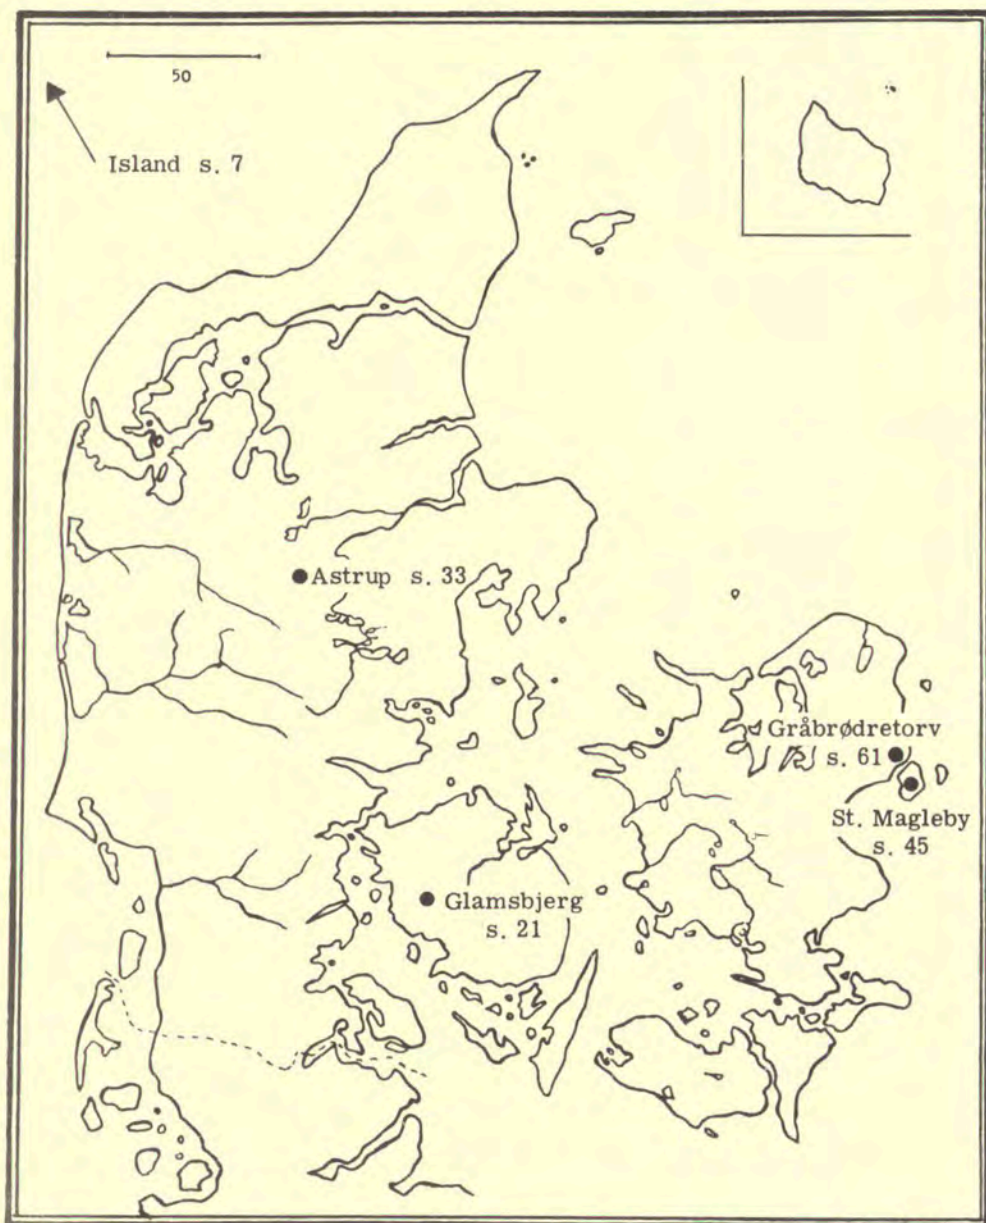 50
Island s. 7
Astrup s. 33
Gråbrødretorv
s. 61
St. Magleby
s. 45
Glamsbjerg
s. 21